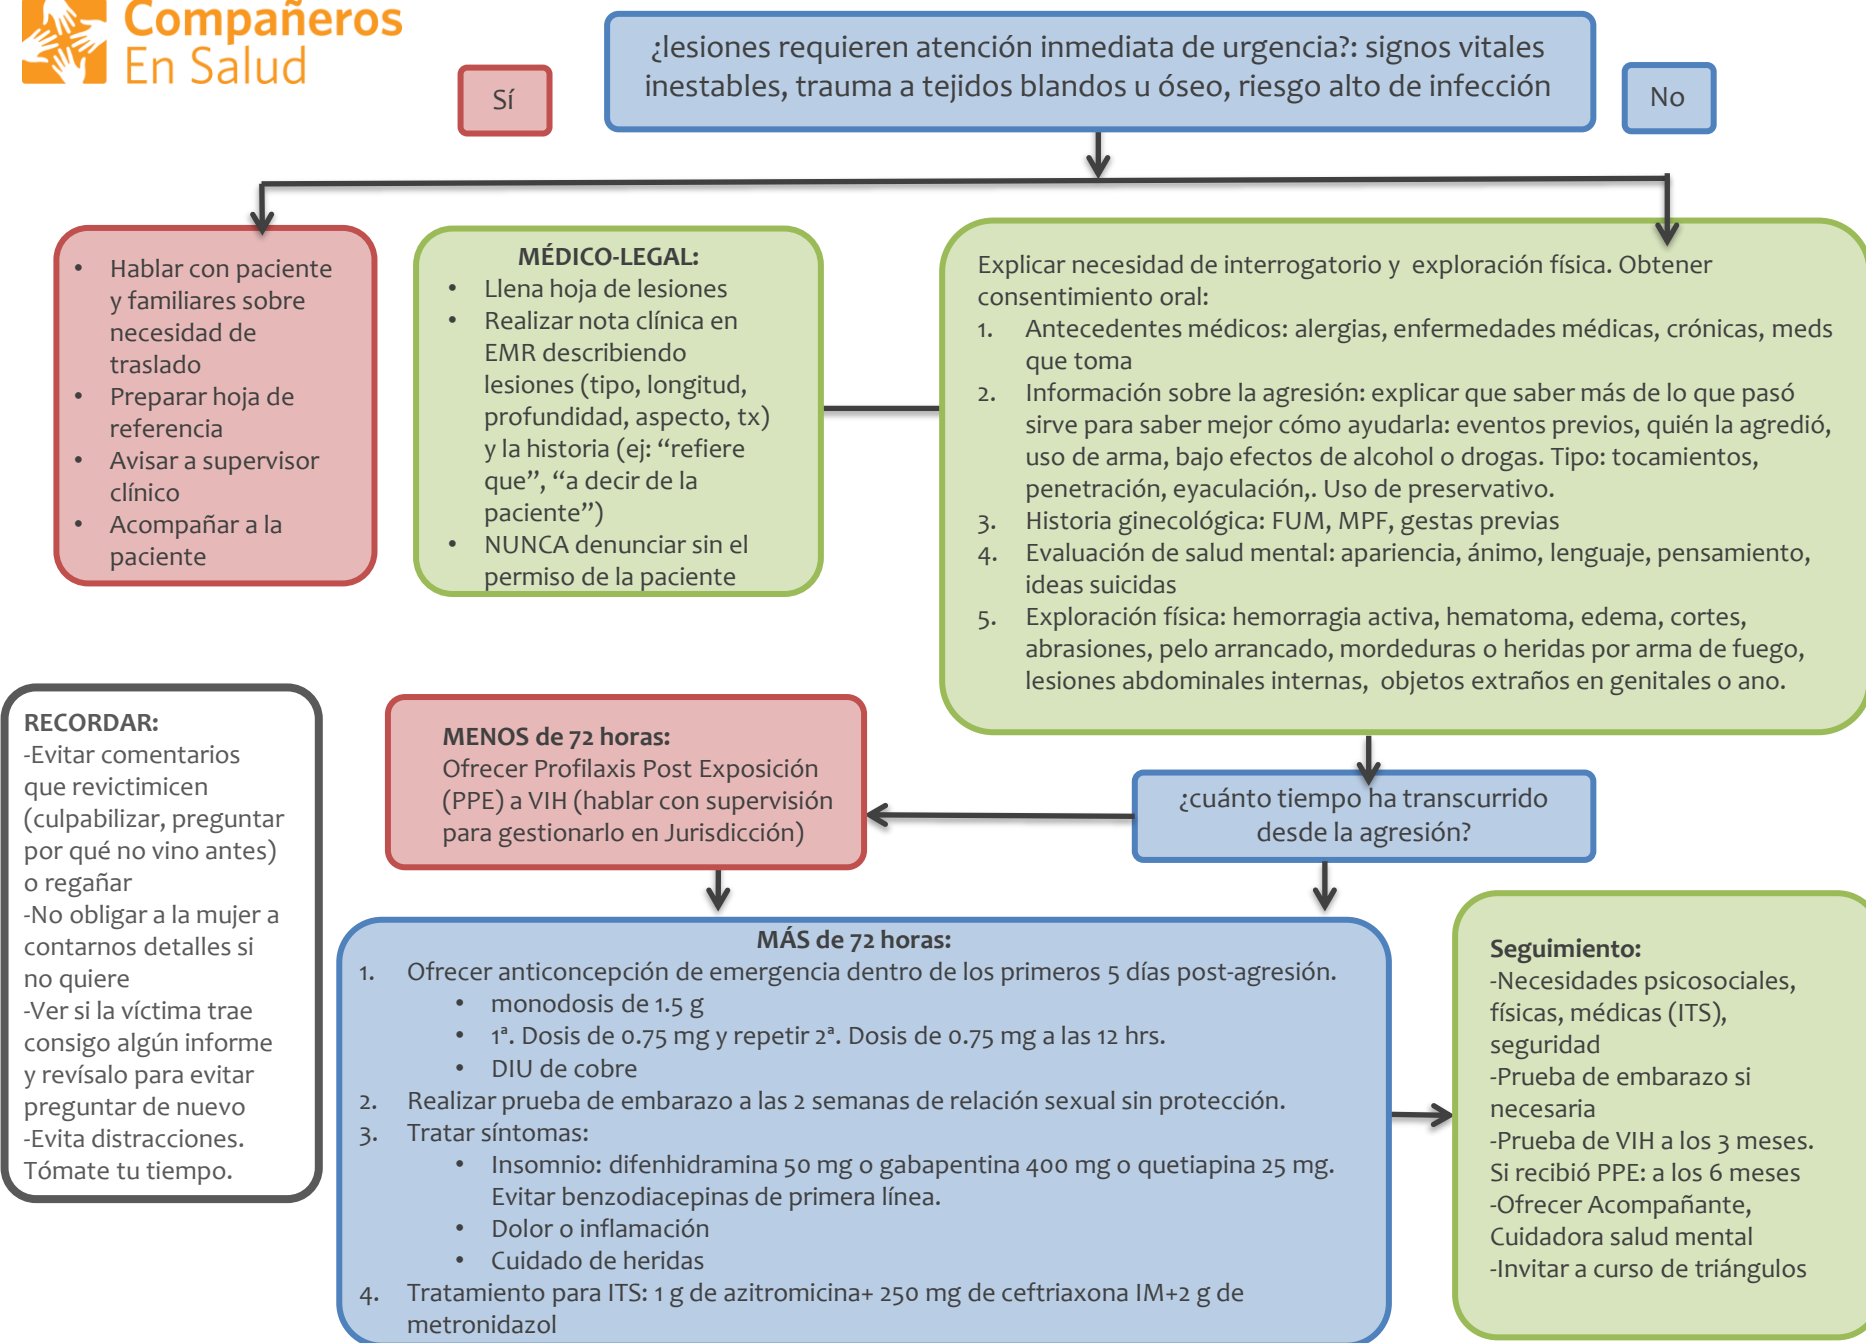 Compañeros
En Salud
¿lesiones requieren atención inmediata de urgencia?: signos vitales
inestables, trauma a tejidos blandos u óseo, riesgo alto de infección
Sí
No
• Hablar con paciente
y familiares sobre
necesidad de
traslado
• Preparar hoja de
referencia
• Avisar a supervisor
clínico
• Acompañar a la
paciente
MÉDICO-LEGAL:
• Llena hoja de lesiones
• Realizar nota clínica en
EMR describiendo
lesiones (tipo, longitud,
profundidad, aspecto, tx)
y la historia (ej: “refiere
que”, “a decir de la
paciente”)
• NUNCA denunciar sin el
permiso de la paciente
Explicar necesidad de interrogatorio y exploración física. Obtener
consentimiento oral:
1. Antecedentes médicos: alergias, enfermedades médicas, crónicas, meds
que toma
2. Información sobre la agresión: explicar que saber más de lo que pasó
sirve para saber mejor cómo ayudarla: eventos previos, quién la agredió,
uso de arma, bajo efectos de alcohol o drogas. Tipo: tocamientos,
penetración, eyaculación,. Uso de preservativo.
3. Historia ginecológica: FUM, MPF, gestas previas
4. Evaluación de salud mental: apariencia, ánimo, lenguaje, pensamiento,
ideas suicidas
5. Exploración física: hemorragia activa, hematoma, edema, cortes,
abrasiones, pelo arrancado, mordeduras o heridas por arma de fuego,
lesiones abdominales internas, objetos extraños en genitales o ano.
RECORDAR:
-Evitar comentarios
que revictimicen
(culpabilizar, preguntar
por qué no vino antes)
o regañar
-No obligar a la mujer a
contarnos detalles si
no quiere
-Ver si la víctima trae
consigo algún informe
y revísalo para evitar
preguntar de nuevo
-Evita distracciones.
Tómate tu tiempo.
MENOS de 72 horas:
Ofrecer Profilaxis Post Exposición
(PPE) a VIH (hablar con supervisión
para gestionarlo en Jurisdicción)
¿cuánto tiempo ha transcurrido
desde la agresión?
MÁS de 72 horas:
1. Ofrecer anticoncepción de emergencia dentro de los primeros 5 días post-agresión.
• monodosis de 1.5 g
• 1ª. Dosis de 0.75 mg y repetir 2ª. Dosis de 0.75 mg a las 12 hrs.
• DIU de cobre
2. Realizar prueba de embarazo a las 2 semanas de relación sexual sin protección.
3. Tratar síntomas:
• Insomnio: difenhidramina 50 mg o gabapentina 400 mg o quetiapina 25 mg.
Evitar benzodiacepinas de primera línea.
• Dolor o inflamación
• Cuidado de heridas
4. Tratamiento para ITS: 1 g de azitromicina+ 250 mg de ceftriaxona IM+2 g de
metronidazol
Seguimiento:
-Necesidades psicosociales,
físicas, médicas (ITS),
seguridad
-Prueba de embarazo si
necesaria
-Prueba de VIH a los 3 meses.
Si recibió PPE: a los 6 meses
-Ofrecer Acompañante,
Cuidadora salud mental
-Invitar a curso de triángulos